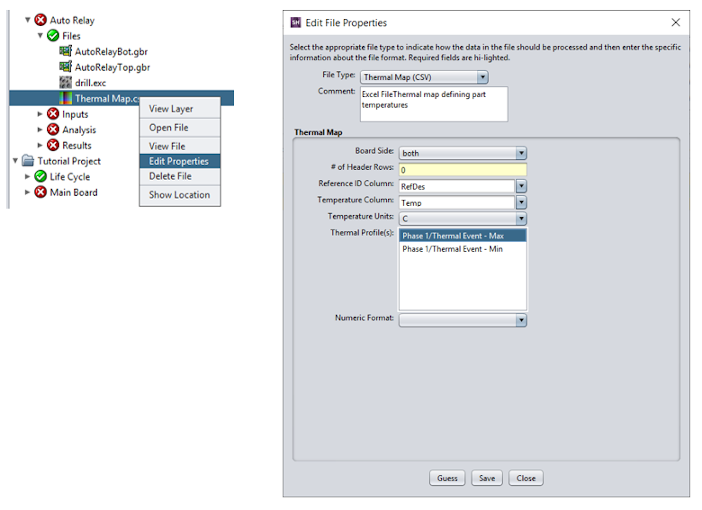 Auto Relay
Files
AutoRelayBot.gbr
AutoRelayTop.gbr
drill.exc
Thermal Map.cs
Inputs
Analysis
Results
Tutorial Project
Life Cycle
Main Board
View Layer
Open File
View File
Edit Properties
Delete File
Show Location
SH Edit File Properties
Select the appropriate file type to indicate how the data in the file should be processed and then enter the specific
information about the file format. Required fields are hi-lighted.
File Type: Thermal Map (CSV)
Comment: Excel FileThermal map defining part
temperatures
Thermal Map
Board Side: both
# of Header Rows: 0
Reference ID Column: RefDes
Temperature Column: Temp
Temperature Units: C
Thermal Profile(s): Phase 1/Thermal Event - Max
Phase 1/Thermal Event - Min
Numeric Format:
Guess Save Close